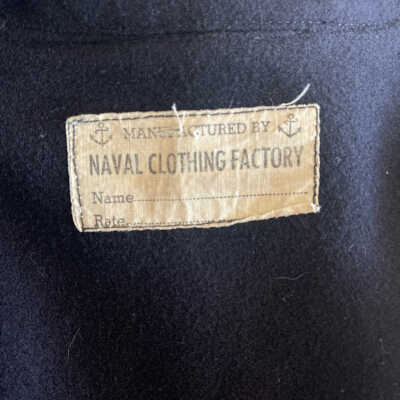 MANUFACTURED BY
NAVAL CLOTHING FACTORY
Name
Rate